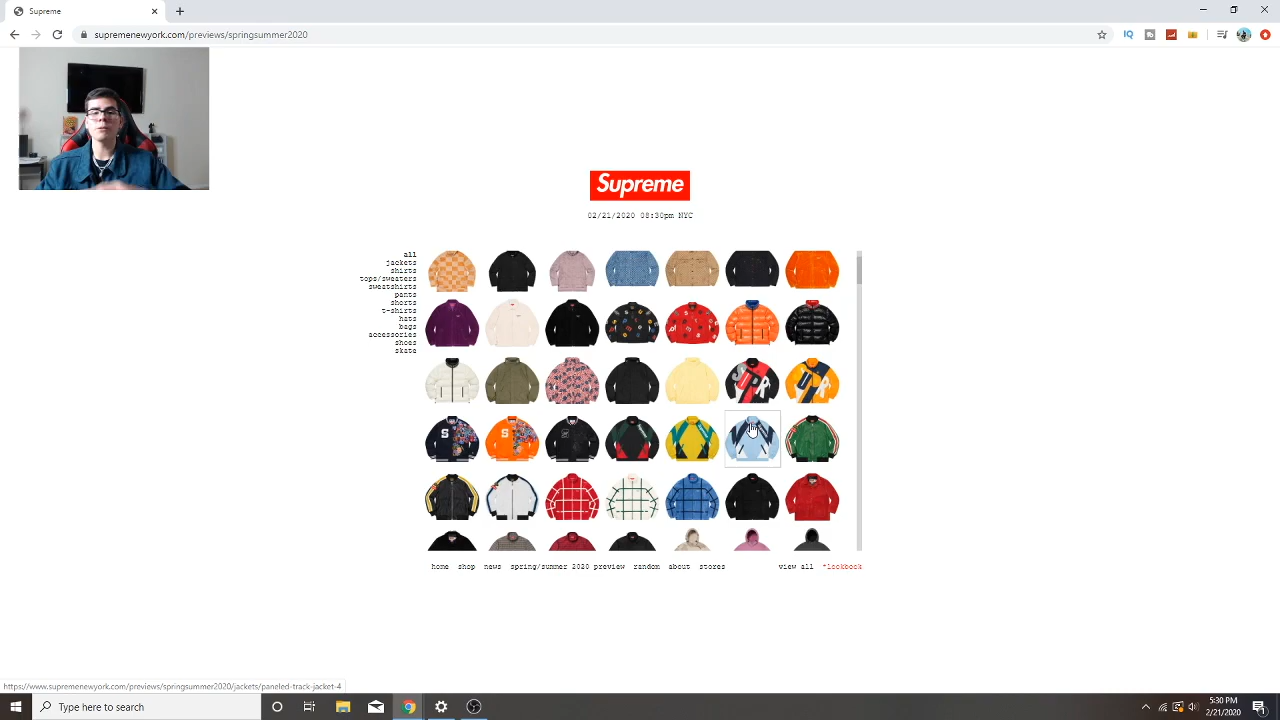 Supreme
supremenewyork.com/previews/springsummer2020
IQ
Supreme
02/21/2020 08:30pm NYC
all
jackets
shirts
tops/sweaters
sweatshirts
pants
shorts
t-shirts
hats
bags
accessories
shoes
skate
home shop news spring/summer 2020 preview random about stores view all *lookbook
https://www.supremenewyork.com/previews/springsummer2020/jackets/paneled-track-jacket-4
Type here to search
5:30 PM
2/21/2020